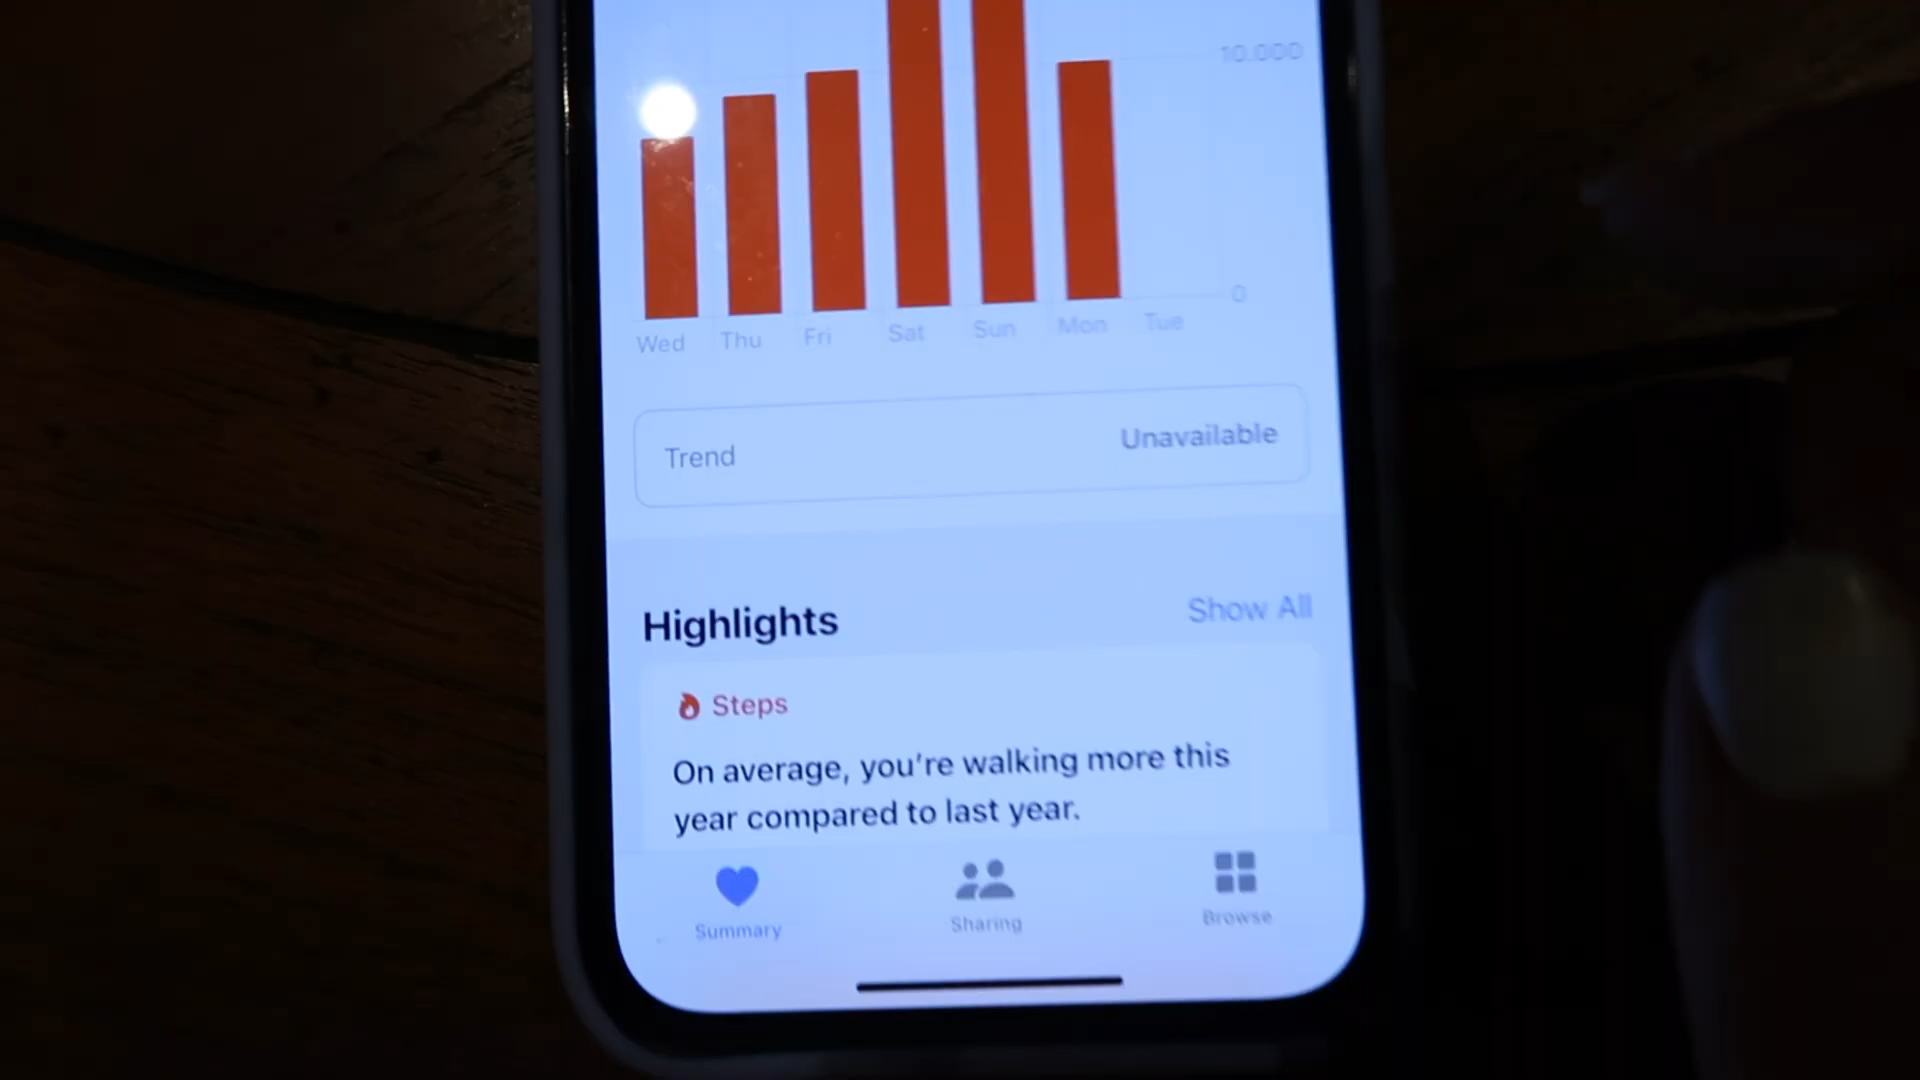 10.000
0
Wed Thu Fri Sat Sun Mon Tue
Trend Unavailable
Highlights Show All
Steps
On average, you're walking more this
year compared to last year.
Summary Sharing Browse